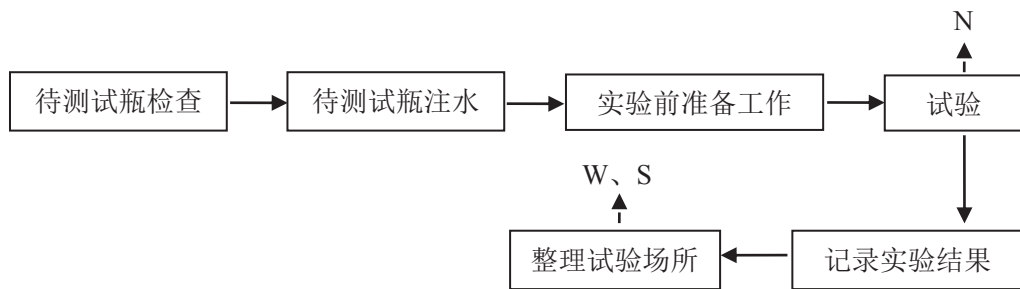 N
待测试瓶检查
待测试瓶注水
实验前准备工作
试验
W、S
整理试验场所
记录实验结果